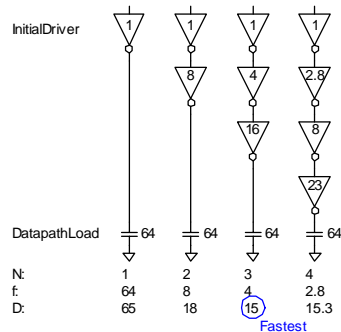 InitialDriver 1 1 1 1
8 4 2.8
16 8
23
DatapathLoad 64 64 64 64
N: 1 2 3 4
f: 64 8 4 2.8
D: 65 18 15 15.3
Fastest